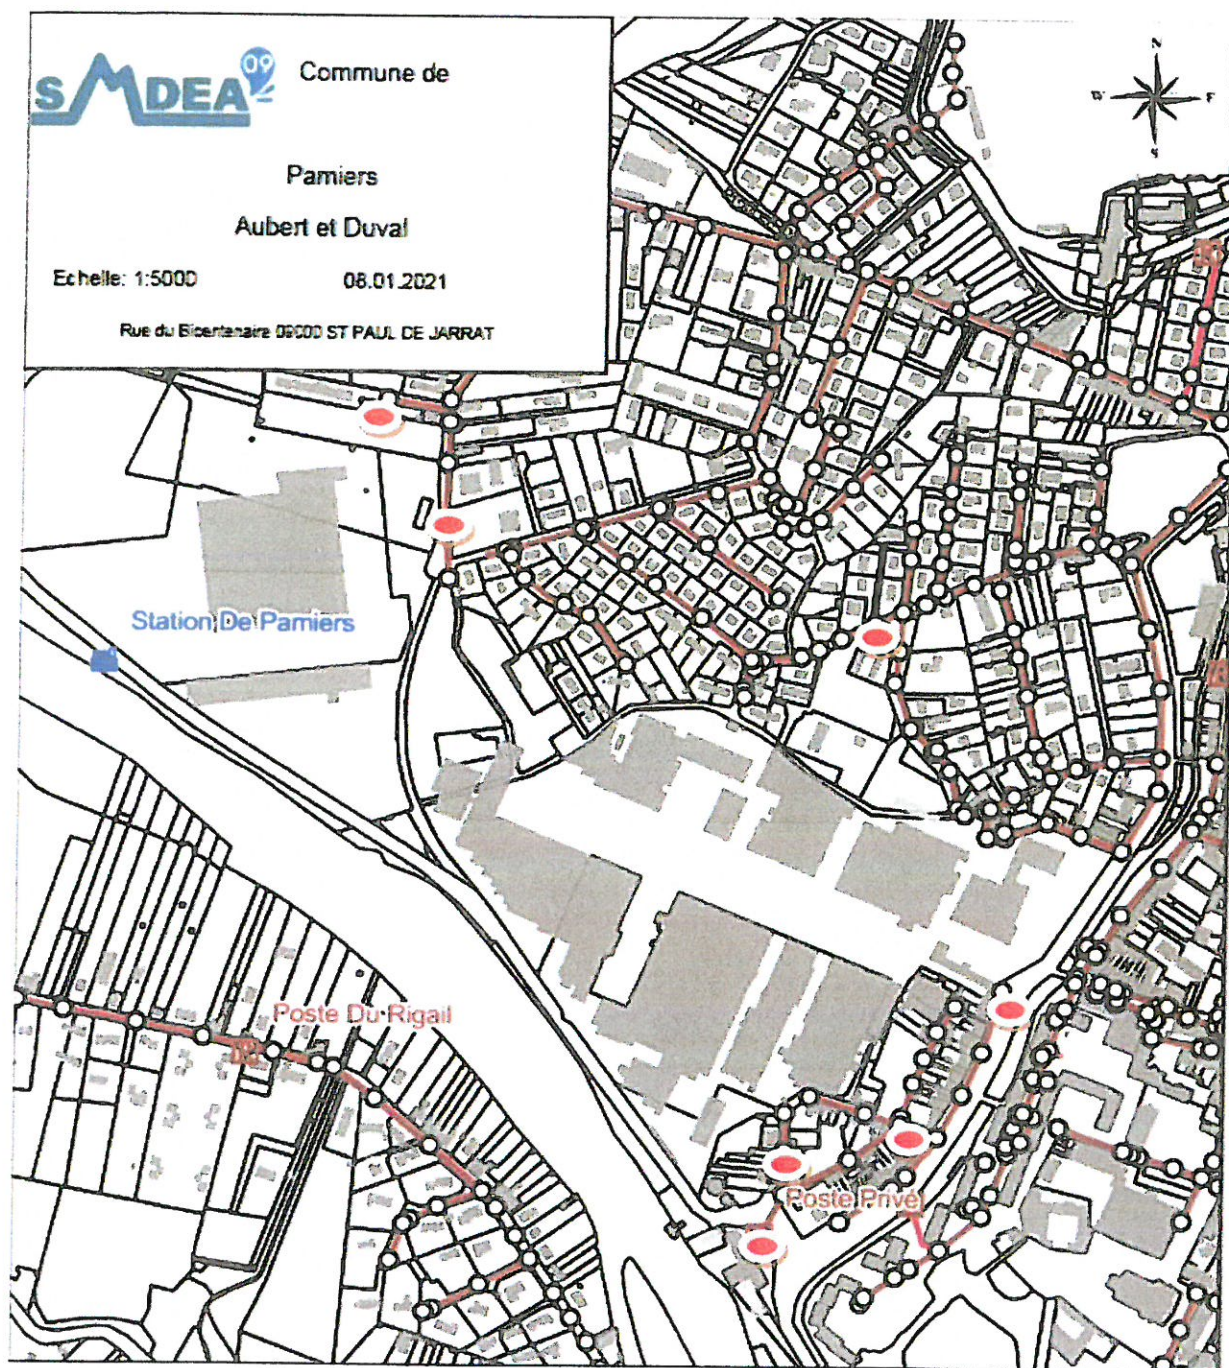 SMDEA 09
Commune de
Pamiers
Aubert et Duval
Echelle: 1:5000
08.01.2021
Rue du Bicentenaire 09000 ST PAUL DE JARRAT
N
W
S
Station De Pamiers
Poste Du Rigail
Poste Privé